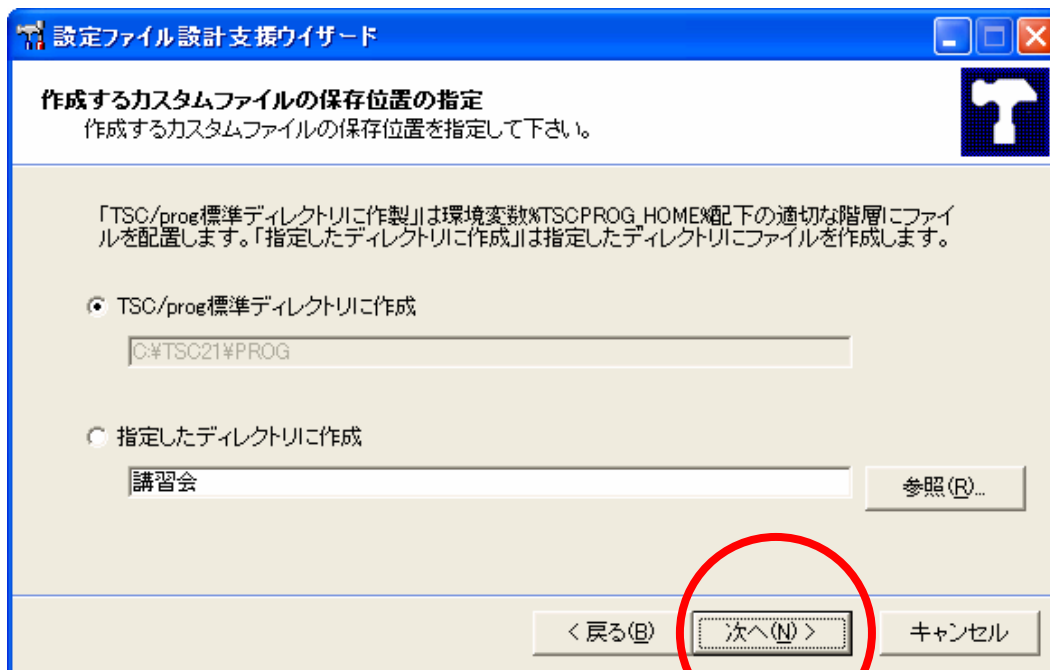 設定ファイル設計支援ウイザード
作成するカスタムファイルの保存位置の指定
作成するカスタムファイルの保存位置を指定して下さい。
「TSC/prog標準ディレクトリに作製」は環境変数%TSCPROG_HOME%配下の適切な階層にファイ
ルを配置します。「指定したディレクトリに作成」は指定したディレクトリにファイルを作成します。
TSC/prog標準ディレクトリに作成
C:¥TSC21¥PROG
指定したディレクトリに作成
講習会
参照(R)...
< 戻る(B)
次へ(N) >
キャンセル